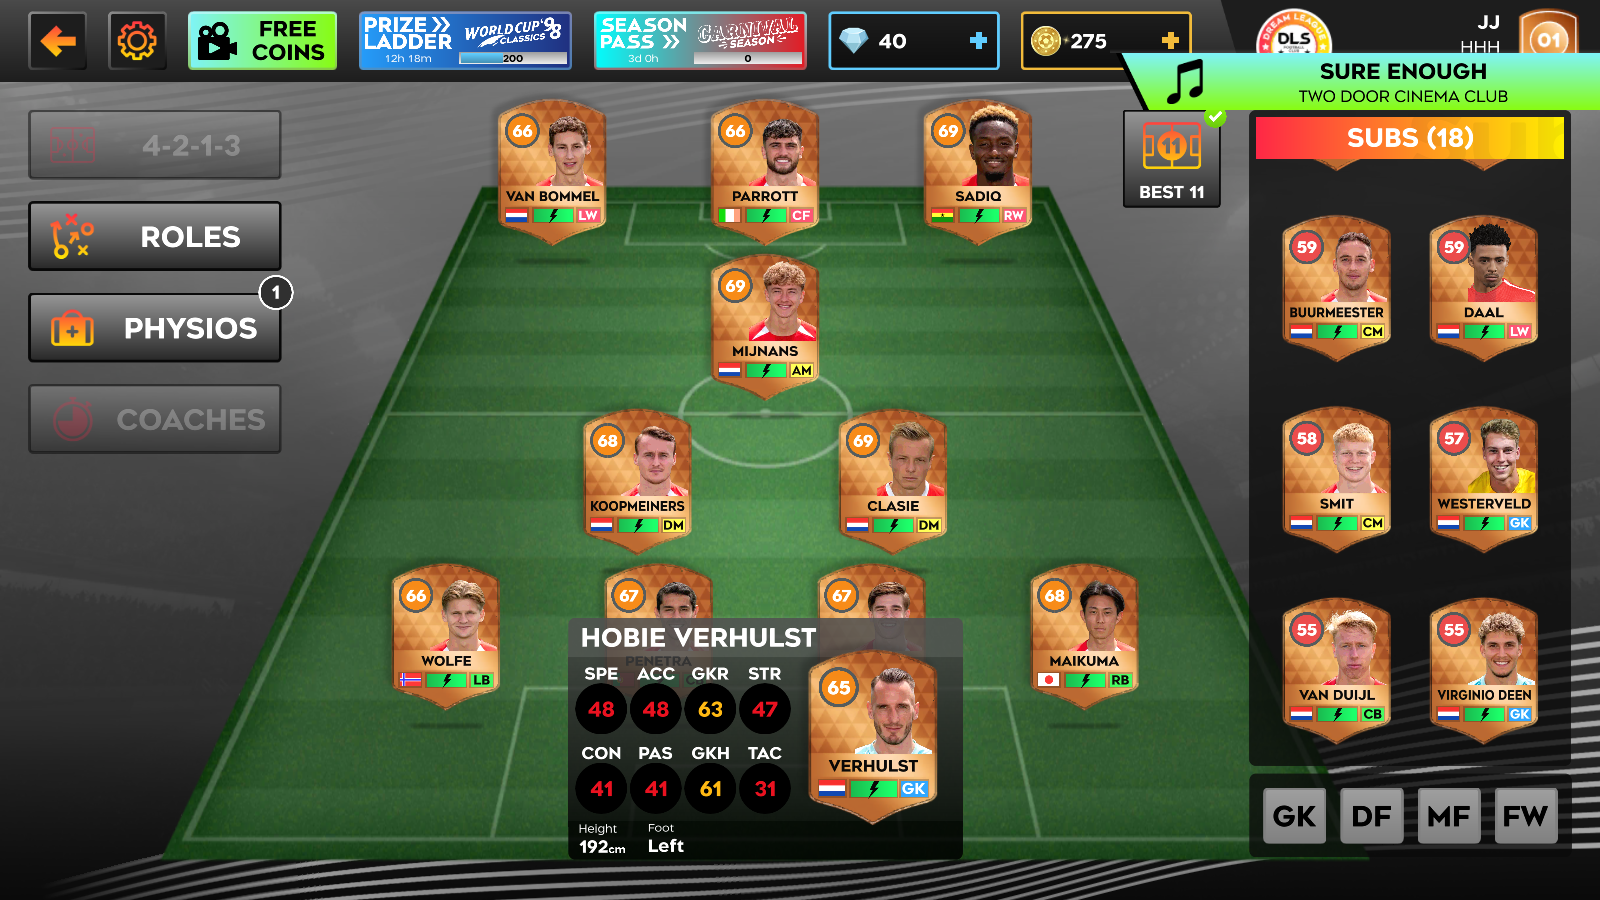 FREE
COINS
PRIZE
LADDER
WORLD CUP '98
CLASSICS
12h 18m
200
SEASON
PASS
CARNIVAL
SEASON
3d 0h
0
40
275
DREAM LEAGUE
DLS
JJ
HHH
01
SURE ENOUGH
TWO DOOR CINEMA CLUB
4-2-1-3
ROLES
PHYSIOS
1
COACHES
11
BEST 11
66
VAN BOMMEL
LW
66
PARROTT
CF
69
SADIQ
RW
69
MIJNANS
AM
68
KOOPMEINERS
DM
69
CLASIE
DM
66
WOLFE
LB
67
PENETRA
67
68
MAIKUMA
RB
HOBIE VERHULST
SPE ACC GKR STR
48 48 63 47
CON PAS GKH TAC
41 41 61 31
Height Foot
192cm Left
65
VERHULST
GK
SUBS (18)
59
BUURMEESTER
CM
59
DAAL
LW
58
SMIT
CM
57
WESTERVELD
GK
55
VAN DUIJL
CB
55
VIRGINIO DEEN
GK
GK DF MF FW